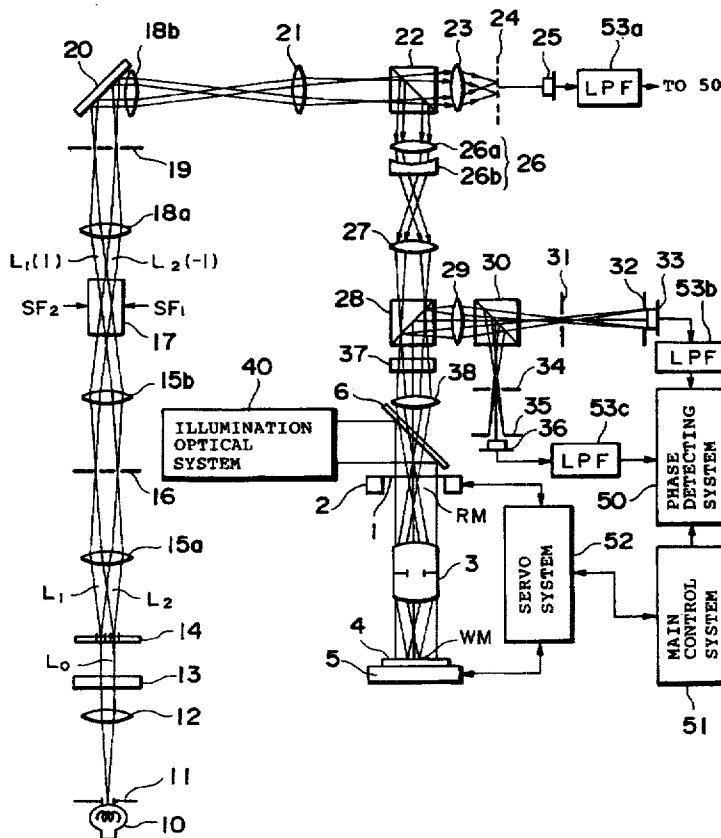 20
18b
21
22
23
24
25
53a
LPF
TO 50
19
26a
26b
26
18a
27
L₁(1)
L₂(-1)
SF₂
SF₁
17
28
29
30
31
32
33
53b
LPF
37
15b
40
6
38
34
ILLUMINATION
OPTICAL
SYSTEM
35
36
53c
LPF
PHASE
DETECTING
SYSTEM
50
16
2
1
RM
52
SERVO
SYSTEM
3
15a
L₁
L₂
14
4
WM
5
MAIN
CONTROL
SYSTEM
51
L₀
13
12
11
10